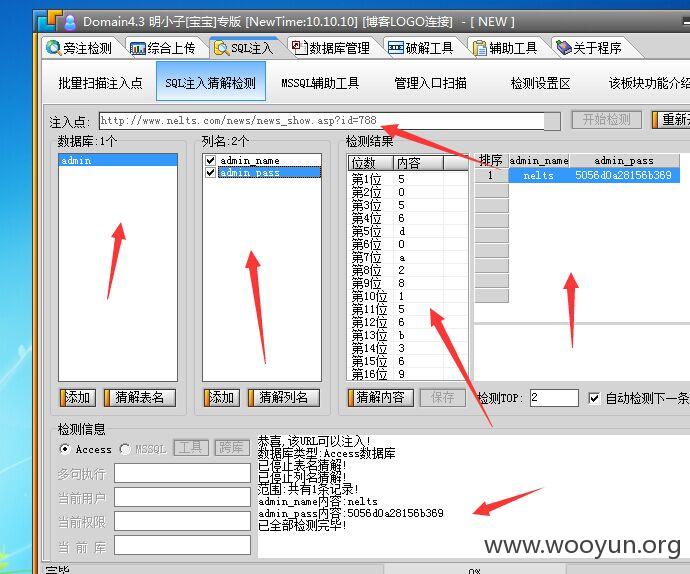 Domain4.3 明小子[宝宝]专版 [NewTime:10.10.10] [博客LOGO连接] - [ NEW ]
旁注检测 综合上传 SQL注入 数据库管理 破解工具 辅助工具 关于程序
批量扫描注入点 SQL注入猜解检测 MSSQL辅助工具 管理入口扫描 检测设置区 该板块功能介绍
注入点: http://www.nelts.com/news/news_show.asp?id=788 开始检测 重新
数据库:1个 列名:2个 检测结果
admin admin_name 位数 内容 排序 admin_name admin_pass
admin_pass 第1位 5 1 nelts 5056d0a28156b369
第2位 0
第3位 5
第4位 6
第5位 d
第6位 0
第7位 a
第8位 2
第9位 8
第10位 1
第11位 5
第12位 6
第13位 b
第14位 3
第15位 6
第16位 9
添加 猜解表名 添加 猜解列名 猜解内容 保存 检测TOP: 2 自动检测下一条
检测信息
Access MSSQL 工具 跨库
多句执行
当前用户
当前权限
当 前 库
恭喜,该URL可以注入!
数据库类型:Access数据库
已停止表名猜解!
已停止列名猜解!
范围:共有1条记录!
admin_name内容:nelts
admin_pass内容:5056d0a28156b369
已全部检测完毕!
www.wooyun.org
完毕 0%